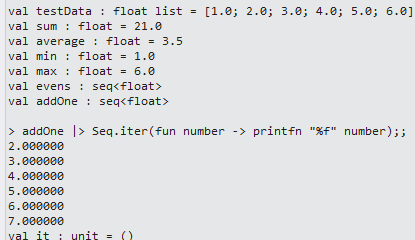 val testData : float list = [1.0; 2.0; 3.0; 4.0; 5.0; 6.0]
val sum : float = 21.0
val average : float = 3.5
val min : float = 1.0
val max : float = 6.0
val evens : seq<float>
val addOne : seq<float>
> addOne |> Seq.iter(fun number -> printfn "%f" number);;
2.000000
3.000000
4.000000
5.000000
6.000000
7.000000
val it : unit = ()